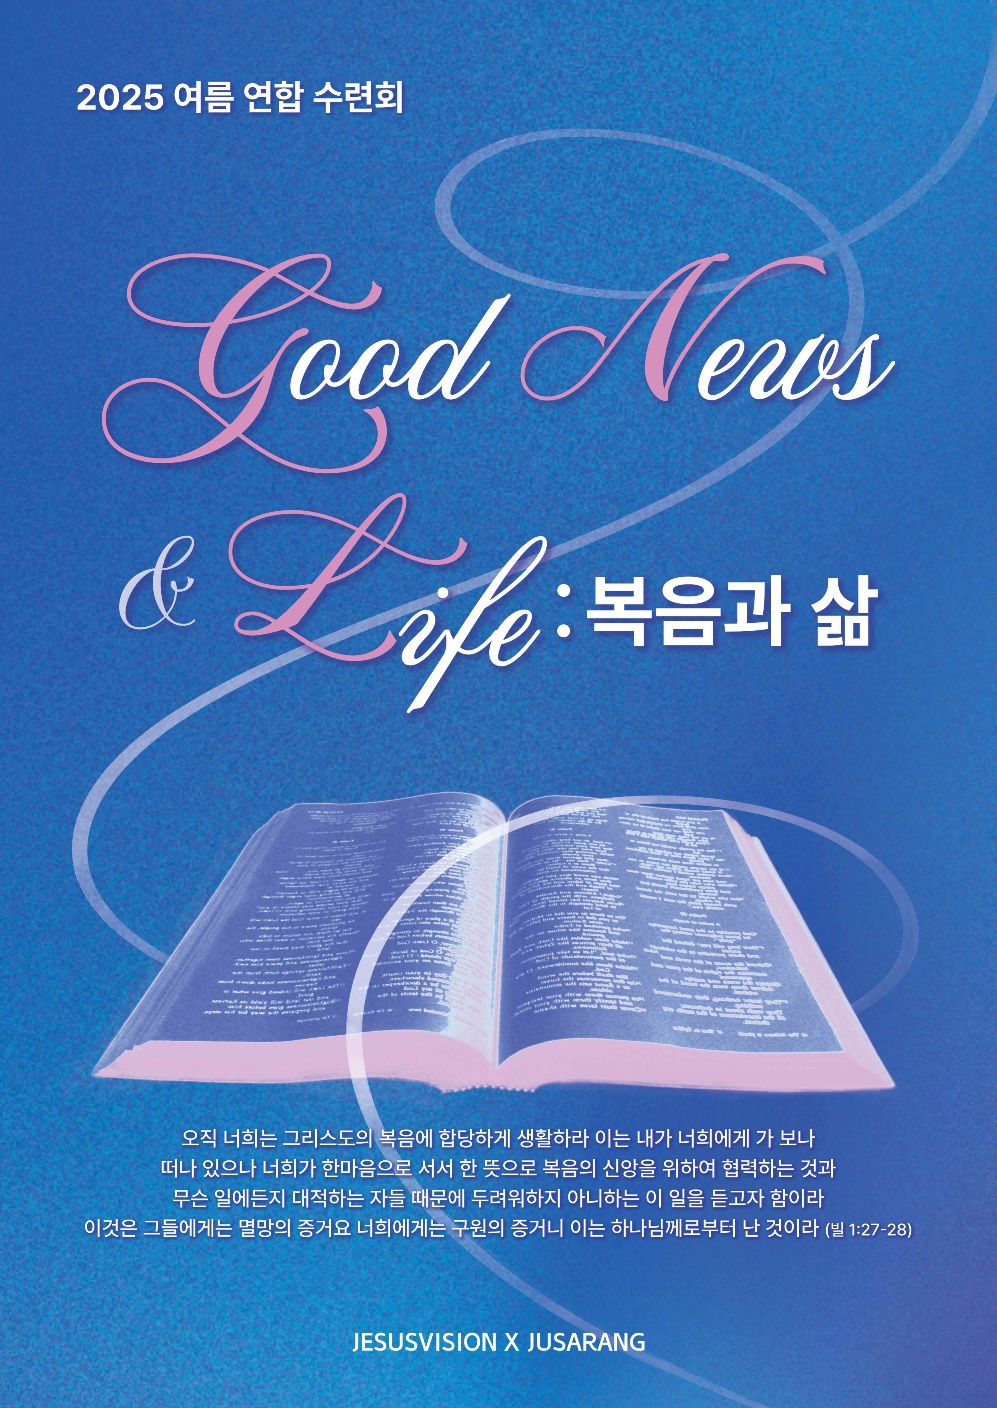 2025 여름 연합 수련회
Good News
& Life : 복음과 삶
오직 너희는 그리스도의 복음에 합당하게 생활하라 이는 내가 너희에게 가 보나
떠나 있으나 너희가 한마음으로 서서 한 뜻으로 복음의 신앙을 위하여 협력하는 것과
무슨 일에든지 대적하는 자들 때문에 두려워하지 아니하는 이 일을 듣고자 함이라
이것은 그들에게는 멸망의 증거요 너희에게는 구원의 증거니 이는 하나님께로부터 난 것이라 (빌 1:27-28)
JESUSVISION X JUSARANG